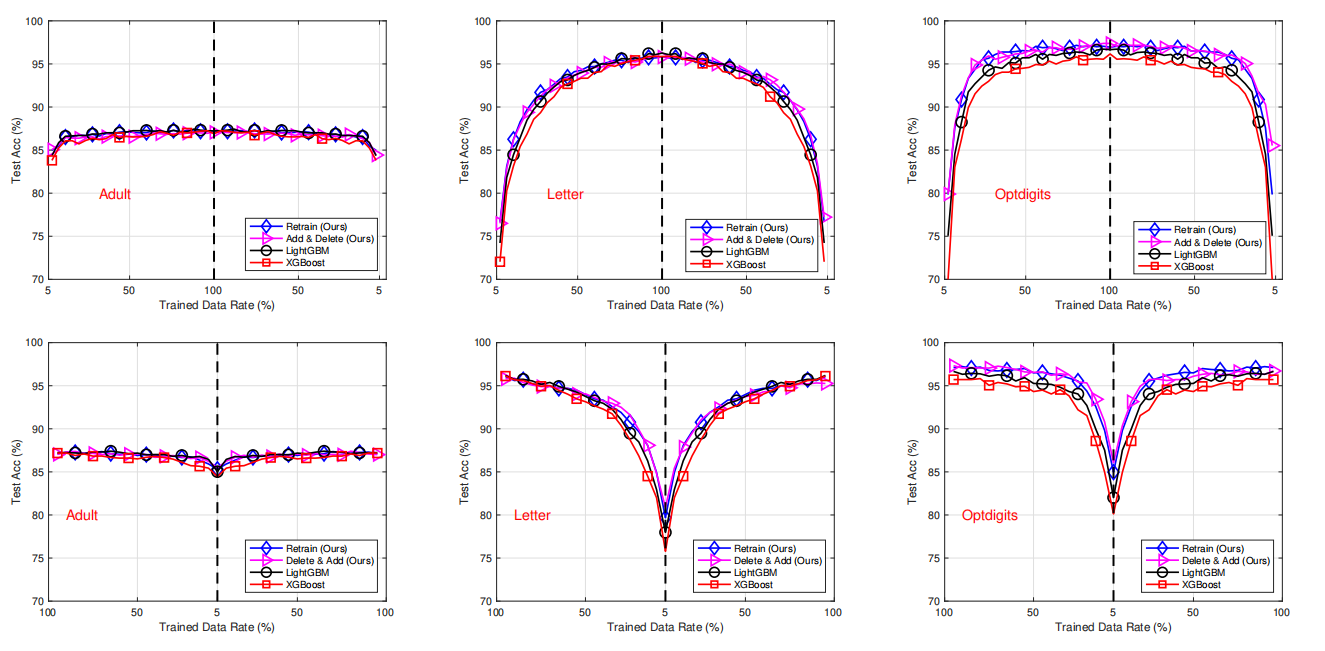 100
95
90
85
80
75
70
Test Acc (%)
Adult
Retrain (Ours)
Add & Delete (Ours)
LightGBM
XGBoost
5
50
100
50
5
Trained Data Rate (%)
100
95
90
85
80
75
70
Test Acc (%)
Letter
Retrain (Ours)
Add & Delete (Ours)
LightGBM
XGBoost
5
50
100
50
5
Trained Data Rate (%)
100
95
90
85
80
75
70
Test Acc (%)
Optdigits
Retrain (Ours)
Add & Delete (Ours)
LightGBM
XGBoost
5
50
100
50
5
Trained Data Rate (%)
100
95
90
85
80
75
70
Test Acc (%)
Adult
Retrain (Ours)
Delete & Add (Ours)
LightGBM
XGBoost
100
50
5
50
100
Trained Data Rate (%)
100
95
90
85
80
75
70
Test Acc (%)
Letter
Retrain (Ours)
Delete & Add (Ours)
LightGBM
XGBoost
100
50
5
50
100
Trained Data Rate (%)
100
95
90
85
80
75
70
Test Acc (%)
Optdigits
Retrain (Ours)
Delete & Add (Ours)
LightGBM
XGBoost
100
50
5
50
100
Trained Data Rate (%)